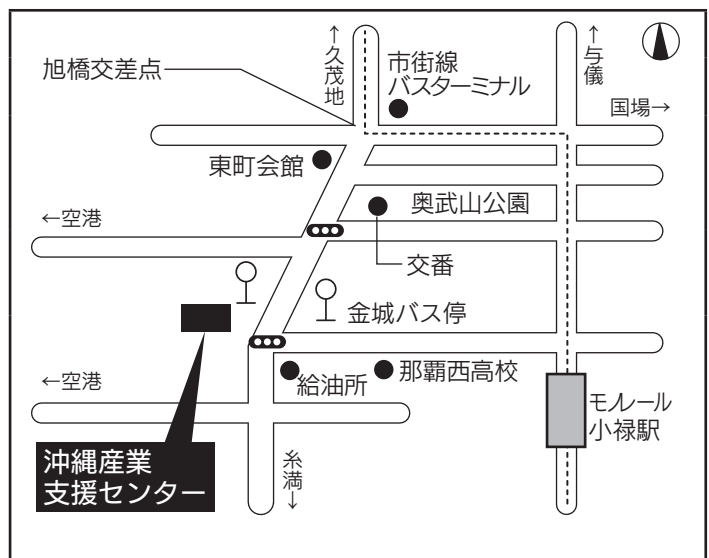 ↑久茂地
↑与儀
旭橋交差点
市街線
バスターミナル
国場→
東町会館
奥武山公園
←空港
交番
金城バス停
給油所
那覇西高校
←空港
モノレール
小禄駅
沖縄産業
支援センター
糸満→